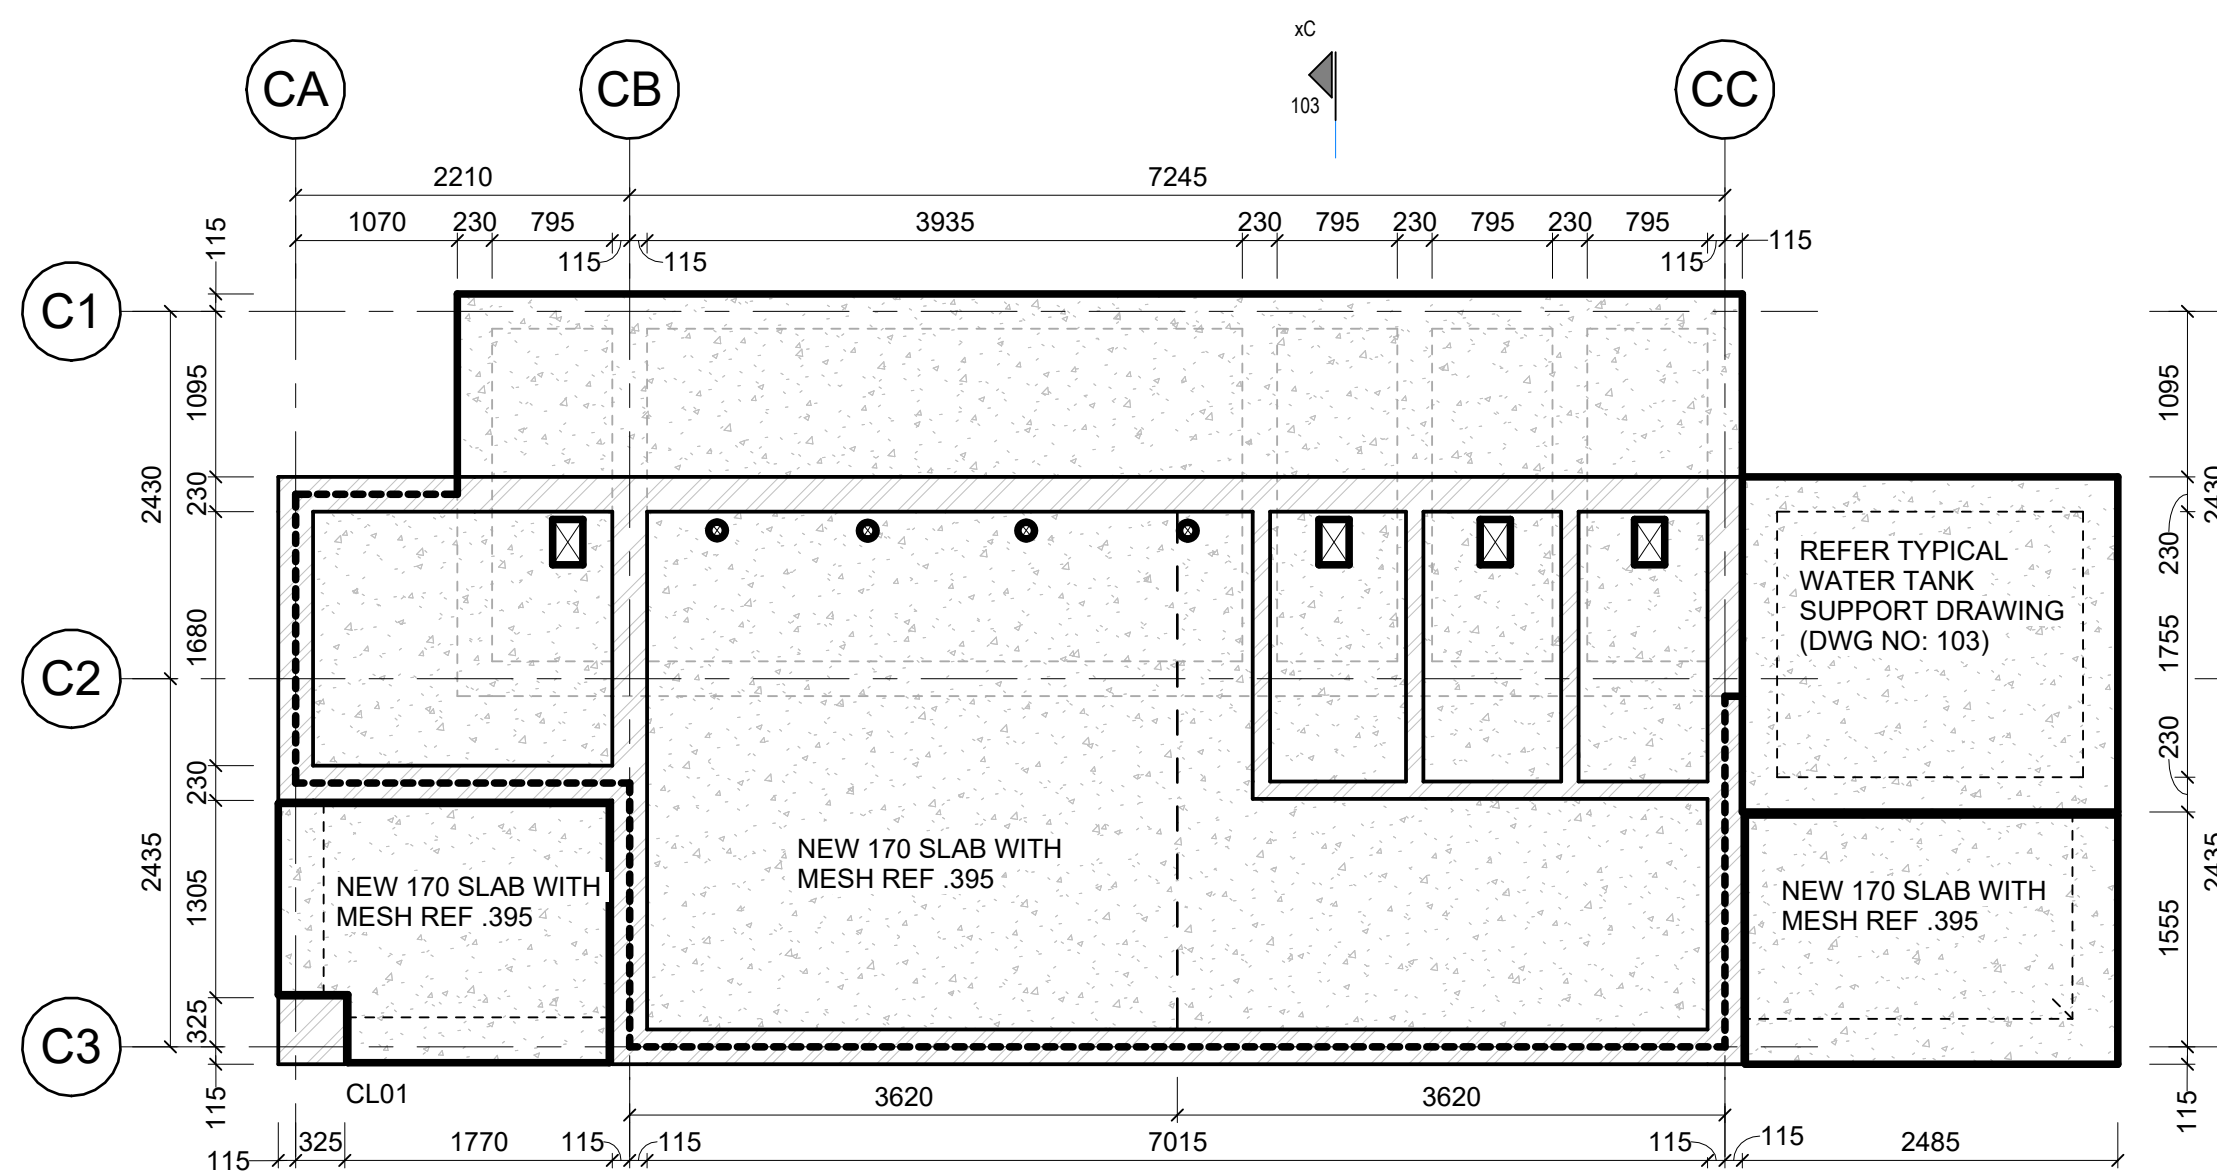 xC
103
CA
CB
CC
2210
7245
1070
230
795
3935
230
795
230
795
230
795
115
115
115
115
115
C1
C2
C3
115
1095
230
1680
230
1305
325
115
2430
2435
1095
230
1755
230
1555
115
2430
2435
REFER TYPICAL
WATER TANK
SUPPORT DRAWING
(DWG NO: 103)
NEW 170 SLAB WITH
MESH REF .395
NEW 170 SLAB WITH
MESH REF .395
NEW 170 SLAB WITH
MESH REF .395
CL01
3620
3620
115
325
1770
115
115
7015
115
115
2485